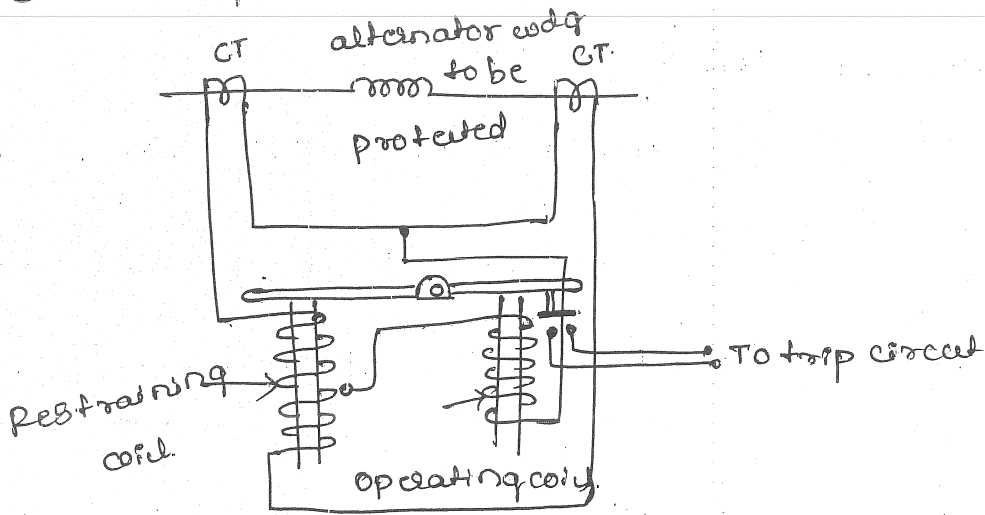 CT
alternator wdg
CT.
to be
protected
To trip circuit
Restraining
coil.
operating coil.